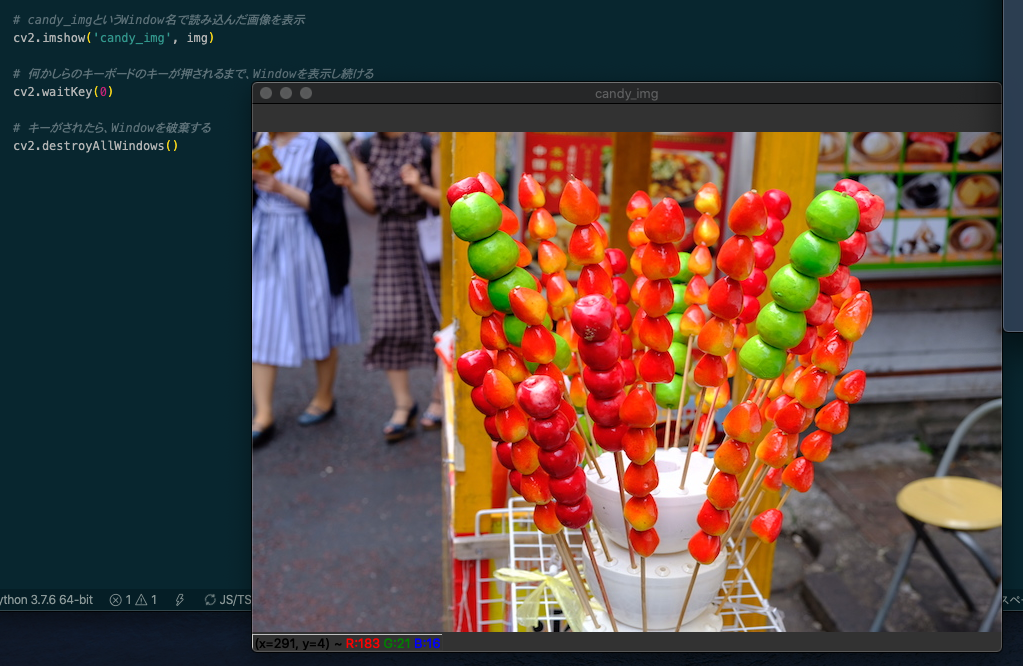 # candy_imgというWindow名で読み込んだ画像を表示
cv2.imshow('candy_img', img)
# 何かしらのキーボードのキーが押されるまで、Windowを表示し続ける
cv2.waitKey(0)
# キーがされたら、Windowを破棄する
cv2.destroyAllWindows()
candy_img
ython 3.7.6 64-bit 1 1 JS/TS
スペ
(x=291, y=4) ~ R:183 G:21 B:16